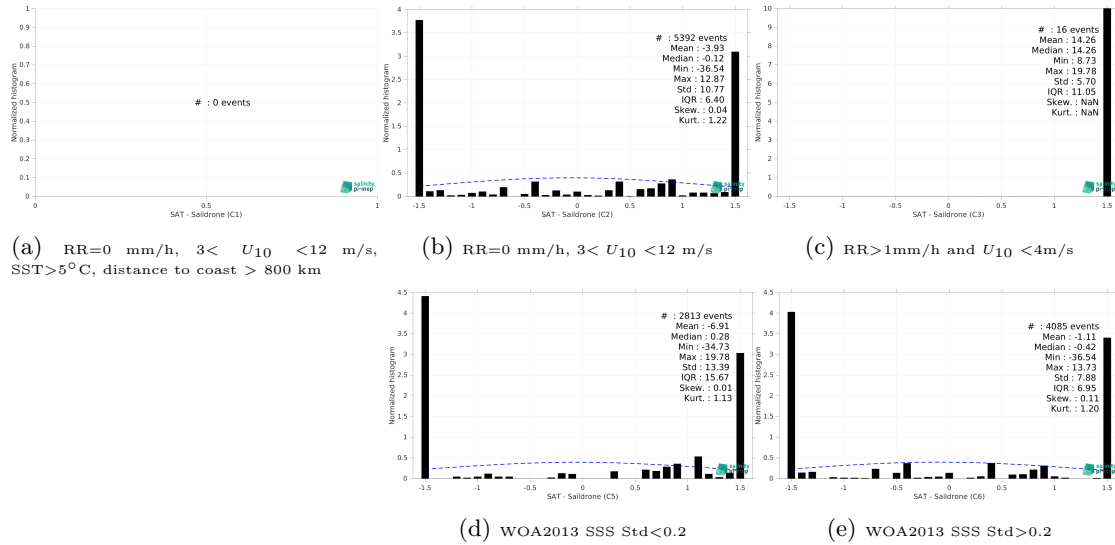 1
0.9
0.8
0.7
0.6
0.5
0.4
0.3
0.2
0.1
0
Normalized histogram
# : 0 events
salinity
pi-mep
0
0.5
1
SAT - Saildrone (C1)
(a) RR=0 mm/h, 3< U10 <12 m/s,
SST>5°C, distance to coast > 800 km
4
3.5
3
2.5
2
1.5
1
0.5
0
Normalized histogram
# : 5392 events
Mean : -3.93
Median : -0.12
Min : -36.54
Max : 12.87
Std : 10.77
IQR : 6.40
Skew. : 0.04
Kurt. : 1.22
salinity
pi-mep
-1.5
-1
-0.5
0
0.5
1
1.5
SAT - Saildrone (C2)
(b) RR=0 mm/h, 3< U10 <12 m/s
10
9
8
7
6
5
4
3
2
1
0
Normalized histogram
# : 16 events
Mean : 14.26
Median : 14.26
Min : 8.73
Max : 19.78
Std : 5.70
IQR : 11.05
Skew. : NaN
Kurt. : NaN
salinity
pi-mep
-1.5
-1
-0.5
0
0.5
1
1.5
SAT - Saildrone (C3)
(c) RR>1mm/h and U10 <4m/s
4.5
4
3.5
3
2.5
2
1.5
1
0.5
0
Normalized histogram
# : 2813 events
Mean : -6.91
Median : 0.28
Min : -34.73
Max : 19.78
Std : 13.39
IQR : 15.67
Skew. : 0.01
Kurt. : 1.13
salinity
pi-mep
-1.5
-1
-0.5
0
0.5
1
1.5
SAT - Saildrone (C5)
(d) WOA2013 SSS Std<0.2
4.5
4
3.5
3
2.5
2
1.5
1
0.5
0
Normalized histogram
# : 4085 events
Mean : -1.11
Median : -0.42
Min : -36.54
Max : 13.73
Std : 7.88
IQR : 6.95
Skew. : 0.11
Kurt. : 1.20
salinity
pi-mep
-1.5
-1
-0.5
0
0.5
1
1.5
SAT - Saildrone (C6)
(e) WOA2013 SSS Std>0.2